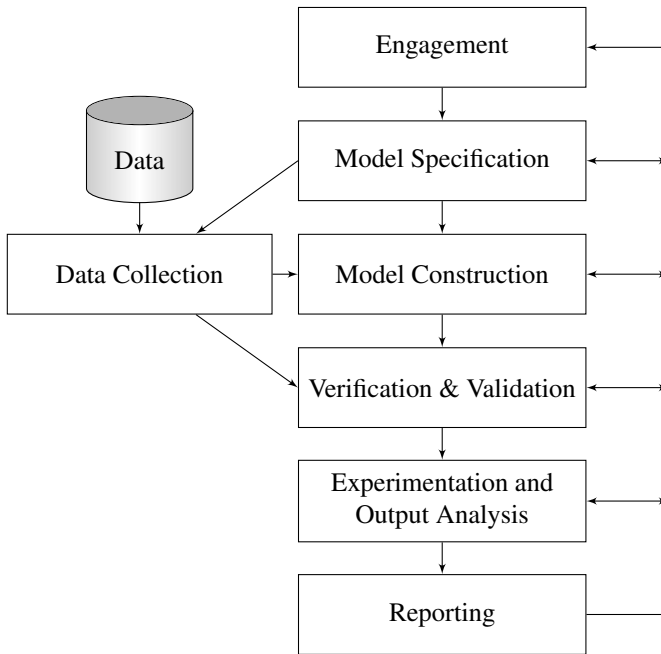 Engagement
Data
Model Specification
Data Collection
Model Construction
Verification & Validation
Experimentation and
Output Analysis
Reporting